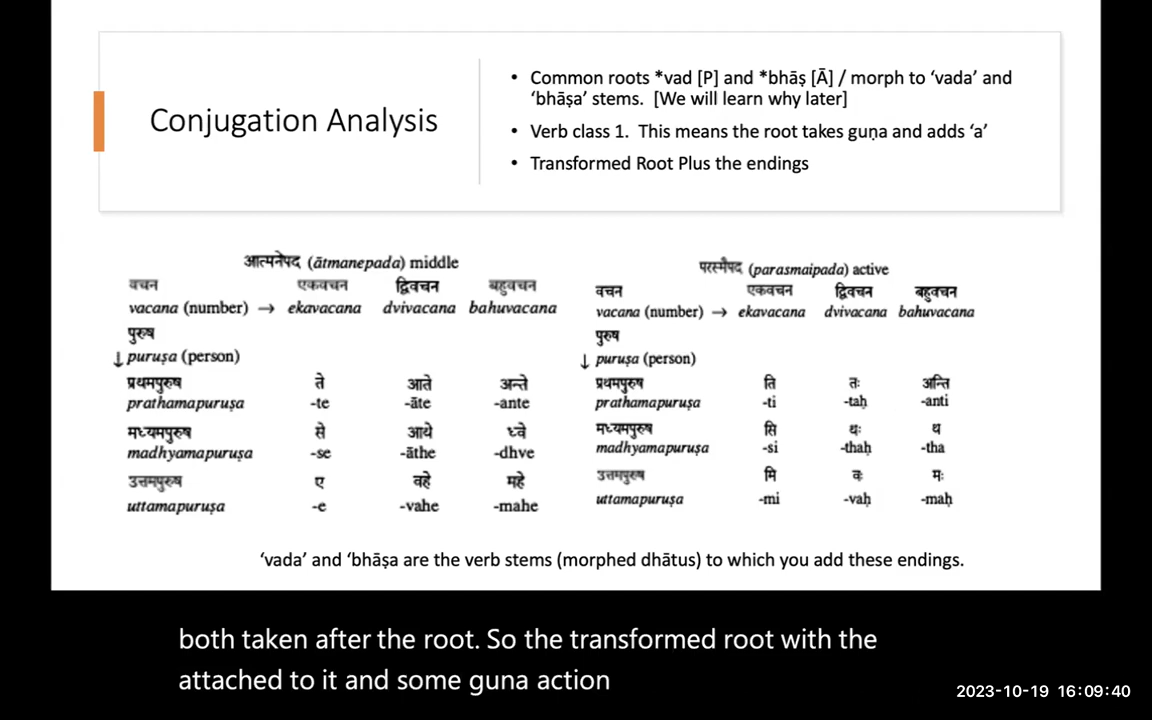 Conjugation Analysis
• Common roots *vad [P] and *bhāṣ [Ā] / morph to ‘vada’ and
‘bhāṣa’ stems. [We will learn why later]
• Verb class 1. This means the root takes guṇa and adds ‘a’
• Transformed Root Plus the endings
आत्मनेपद (ātmanepada) middle
वचन एकवचन द्विवचन बहुवचन
vacana (number) → ekavacana dvivacana bahuvacana
पुरुष
↓ puruṣa (person)
प्रथमपुरुष ते आते अन्ते
prathamapuruṣa -te -āte -ante
मध्यमपुरुष से आथे ध्वे
madhyamapuruṣa -se -āthe -dhve
उत्तमपुरुष ए वहे महे
uttamapuruṣa -e -vahe -mahe
परस्मैपद (parasmaipada) active
वचन एकवचन द्विवचन बहुवचन
vacana (number) → ekavacana dvivacana bahuvacana
पुरुष
↓ puruṣa (person)
प्रथमपुरुष ति तः अन्ति
prathamapuruṣa -ti -taḥ -anti
मध्यमपुरुष सि थः थ
madhyamapuruṣa -si -thaḥ -tha
उत्तमपुरुष मि वः मः
uttamapuruṣa -mi -vaḥ -maḥ
‘vada’ and ‘bhāṣa are the verb stems (morphed dhātus) to which you add these endings.
both taken after the root. So the transformed root with the
attached to it and some guna action
2023-10-19 16:09:40